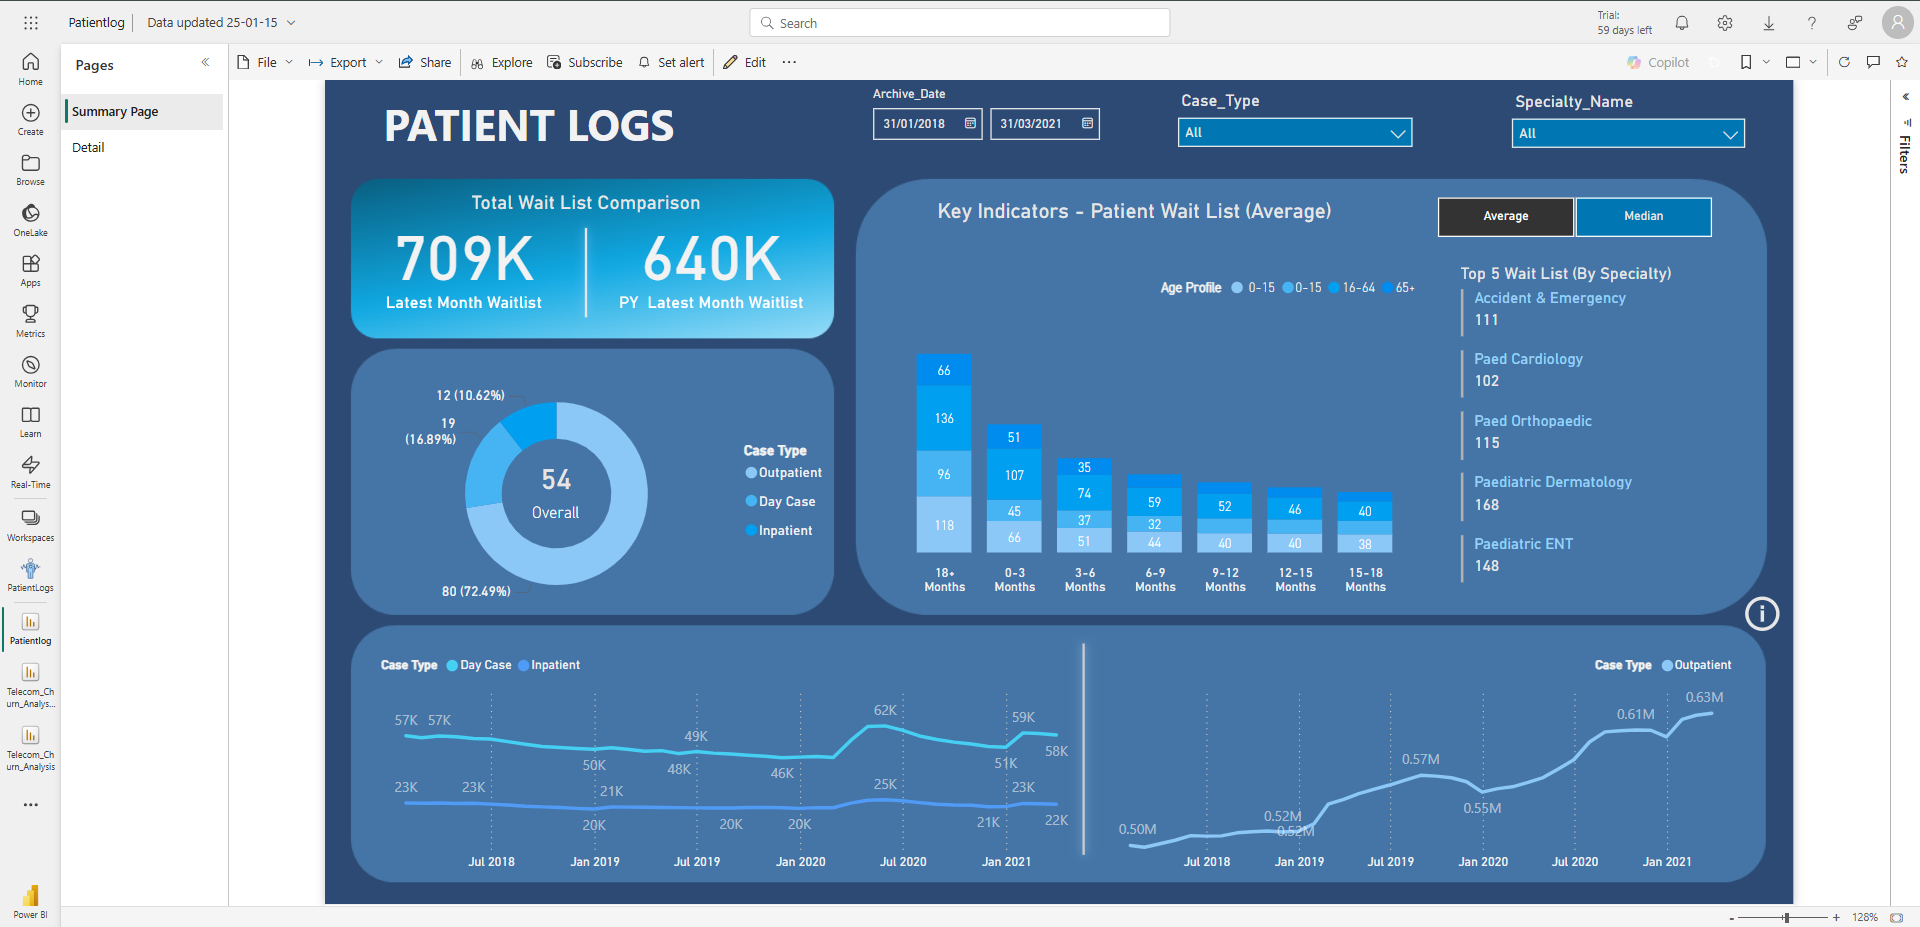 Patientlog
Data updated 25-01-15
Search
Trial:
59 days left
Home
Create
Browse
OneLake
Apps
Metrics
Monitor
Learn
Real-Time
Workspaces
PatientLogs
Patientlog
Telecom_Ch
urn_Analys...
Telecom_Ch
urn_Analysis
Power BI
Pages
Summary Page
Detail
File
Export
Share
Explore
Subscribe
Set alert
Edit
Copilot
Filters
PATIENT LOGS
Archive_Date
31/01/2018
31/03/2021
Case_Type
All
Specialty_Name
All
Total Wait List Comparison
709K
640K
Latest Month Waitlist
PY Latest Month Waitlist
12 (10.62%)
19
(16.89%)
54
Overall
80 (72.49%)
Case Type
Outpatient
Day Case
Inpatient
Key Indicators - Patient Wait List (Average)
Average
Median
Age Profile
0-15
0-15
16-64
65+
66
136
96
118
51
107
45
66
35
74
37
51
59
32
44
52
40
46
40
40
38
18+
Months
0-3
Months
3-6
Months
6-9
Months
9-12
Months
12-15
Months
15-18
Months
Top 5 Wait List (By Specialty)
Accident & Emergency
111
Paed Cardiology
102
Paed Orthopaedic
115
Paediatric Dermatology
168
Paediatric ENT
148
Case Type
Day Case
Inpatient
57K
57K
50K
49K
48K
46K
62K
51K
59K
58K
23K
23K
20K
21K
20K
20K
25K
21K
23K
22K
Jul 2018
Jan 2019
Jul 2019
Jan 2020
Jul 2020
Jan 2021
Case Type
Outpatient
0.50M
0.52M
0.52M
0.57M
0.55M
0.61M
0.63M
Jul 2018
Jan 2019
Jul 2019
Jan 2020
Jul 2020
Jan 2021
- + 128%